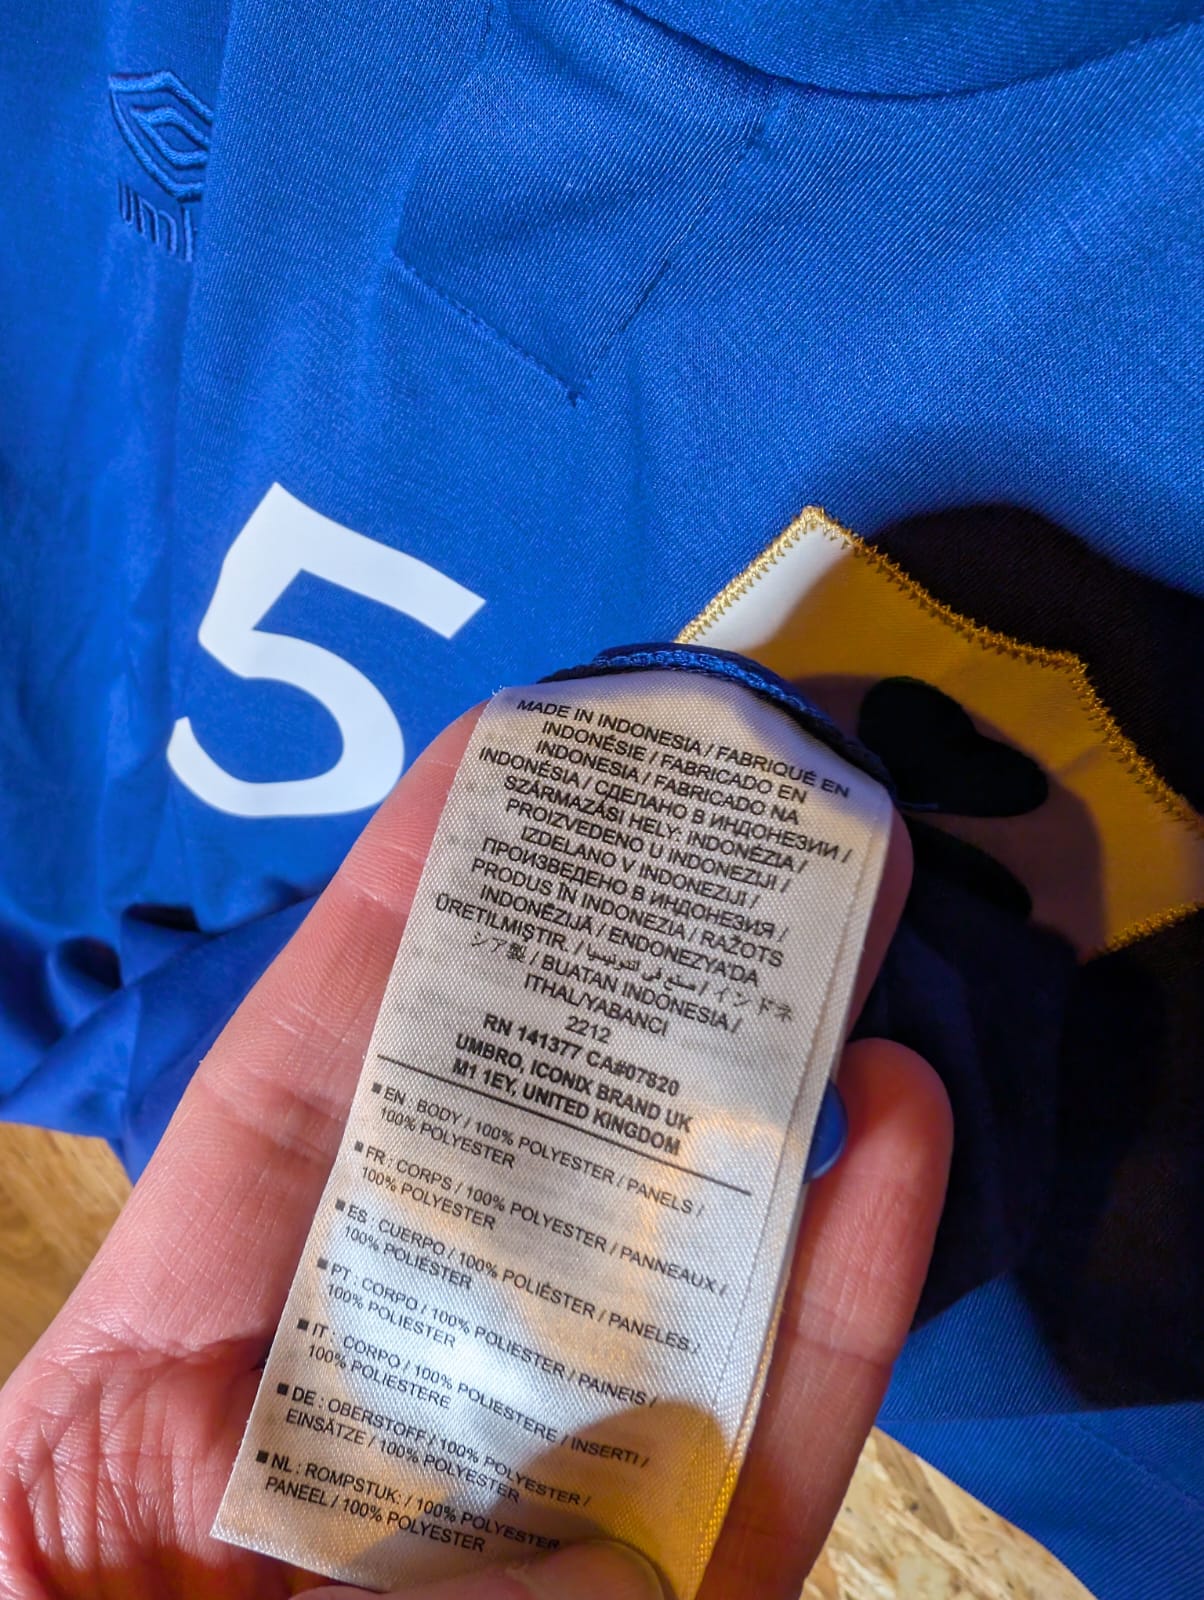 5
MADE IN INDONESIA / FABRIQUÉ EN
INDONÉSIE / FABRICADO EN
INDONESIA / FABRICADO NA
INDONÉSIA / СДЕЛАНО В ИНДОНЕЗИИ /
SZÁRMAZÁSI HELY: INDONÉZIA /
PROIZVEDENO U INDONEZIJI /
IZDELANO V INDONEZIJI /
ПРОИЗВЕДЕНО В ИНДОНЕЗИЯ /
PRODUS ÎN INDONEZIA / RAŽOTS
INDONĒZIJĀ / ENDONEZYA'DA
ÜRETILMIŞTIR. / صنع في اندونيسيا / インドネ
シア製 / BUATAN INDONESIA /
ITHAL/YABANCI
2212
RN 141377 CA#07820
UMBRO, ICONIX BRAND UK
M1 1EY, UNITED KINGDOM
■ EN : BODY / 100% POLYESTER / PANELS /
100% POLYESTER
■ FR : CORPS / 100% POLYESTER / PANNEAUX /
100% POLYESTER
■ ES : CUERPO / 100% POLIÉSTER / PANELES /
100% POLIÉSTER
■ PT : CORPO / 100% POLIESTER / PAINEIS /
100% POLIESTER
■ IT : CORPO / 100% POLIESTERE / INSERTI /
100% POLIESTERE
■ DE : OBERSTOFF / 100% POLYESTER /
EINSÄTZE / 100% POLYESTER
■ NL : ROMPSTUK: / 100% POLYESTER /
PANEEL / 100% POLYESTER